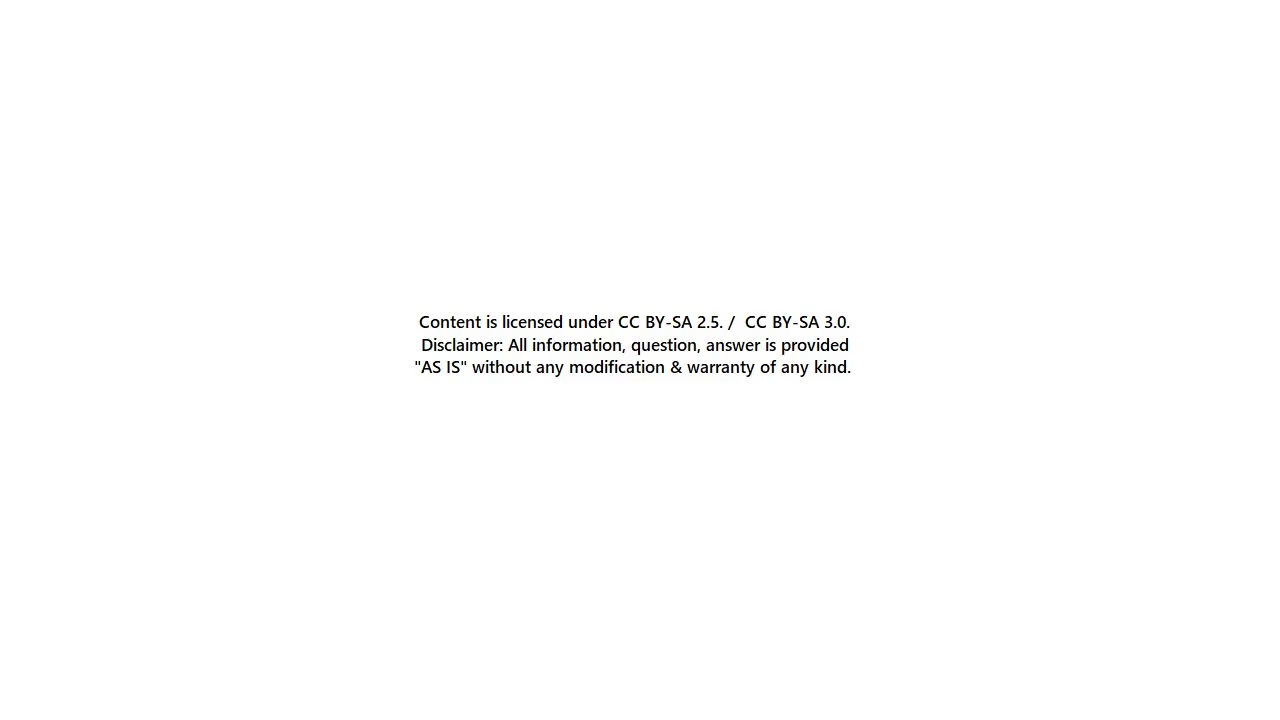 Content is licensed under CC BY-SA 2.5. /  CC BY-SA 3.0.
Disclaimer: All information, question, answer is provided
"AS IS" without any modification & warranty of any kind.